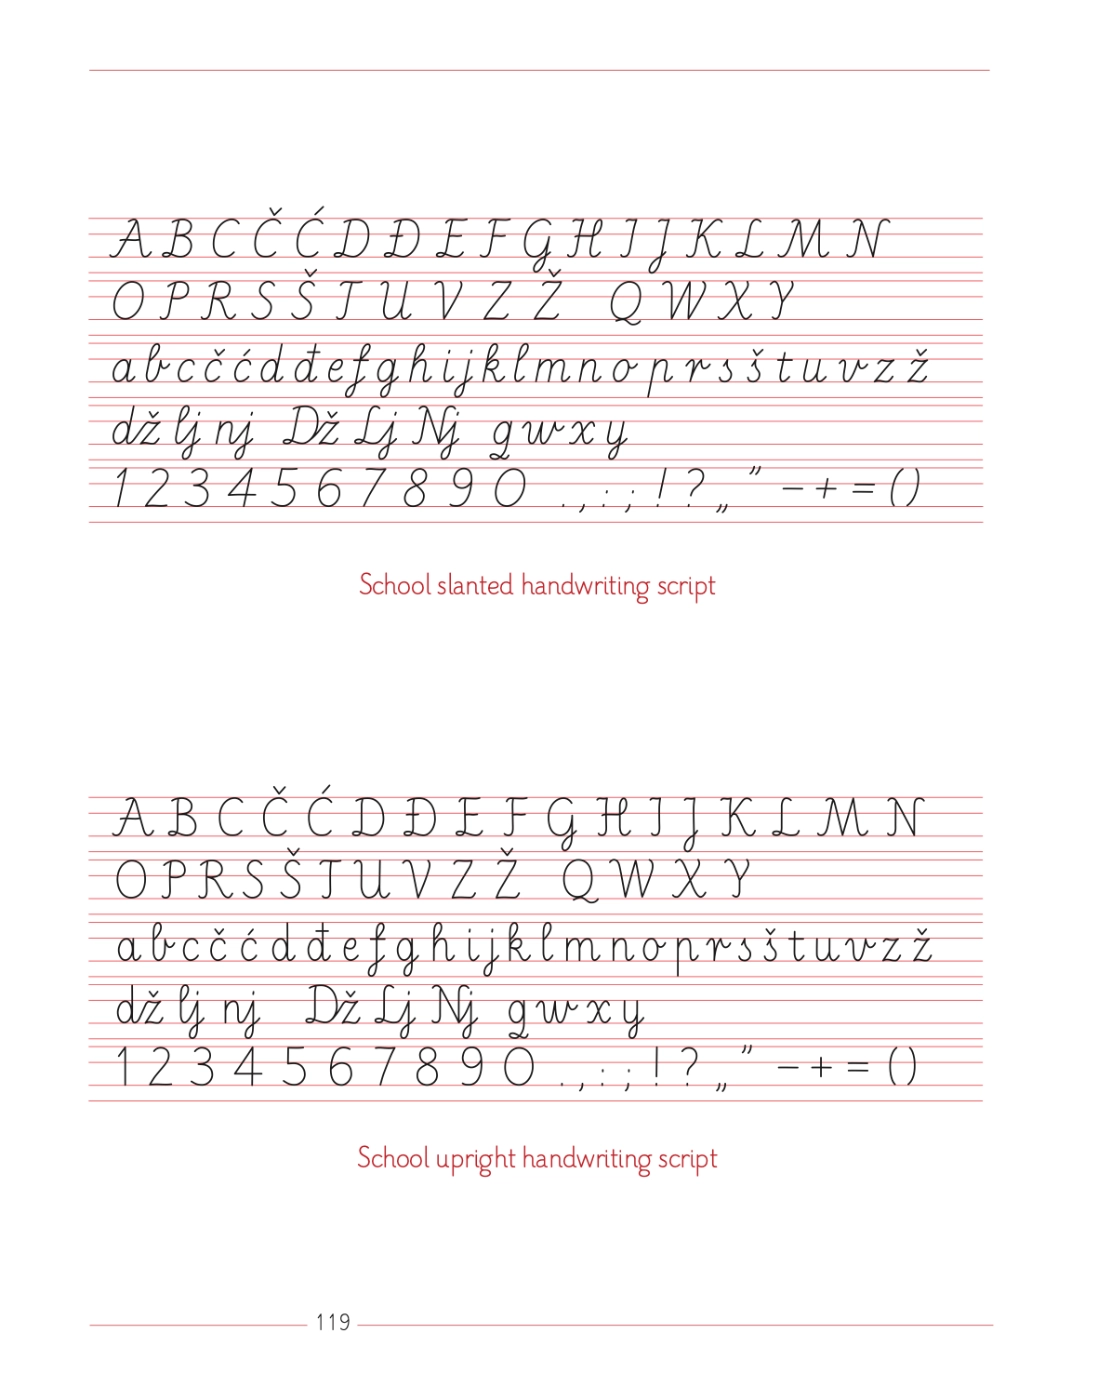 A B C Č Ć D Đ E F G H I J K L M N
O P R S Š T U V Z Ž Q W X Y
a b c č ć d đ e f g h i j k l m n o p r s š t u v z ž
dž lj nj Dž Lj Nj q w x y
1 2 3 4 5 6 7 8 9 0 . , : ; ! ? „ ” − + = ( )
School slanted handwriting script
A B C Č Ć D Đ E F G H I J K L M N
O P R S Š T U V Z Ž Q W X Y
a b c č ć d đ e f g h i j k l m n o p r s š t u v z ž
dž lj nj Dž Lj Nj q w x y
1 2 3 4 5 6 7 8 9 0 . , : ; ! ? „ ” − + = ( )
School upright handwriting script
119